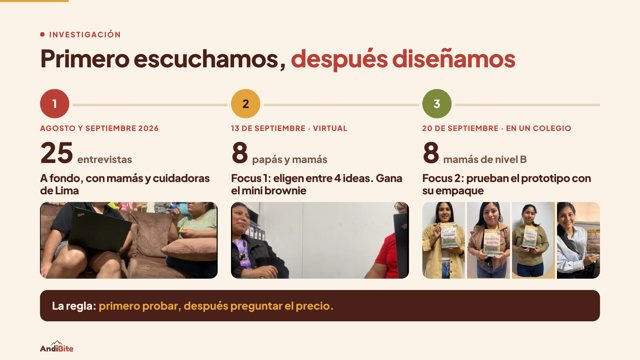 INVESTIGACIÓN
Primero escuchamos, después diseñamos
1
AGOSTO Y SEPTIEMBRE 2026
25 entrevistas
A fondo, con mamás y cuidadoras
de Lima
2
13 DE SEPTIEMBRE · VIRTUAL
8 papás y mamás
Focus 1: eligen entre 4 ideas. Gana
el mini brownie
3
20 DE SEPTIEMBRE · EN UN COLEGIO
8 mamás de nivel B
Focus 2: prueban el prototipo con
su empaque
La regla: primero probar, después preguntar el precio.
AndiBite